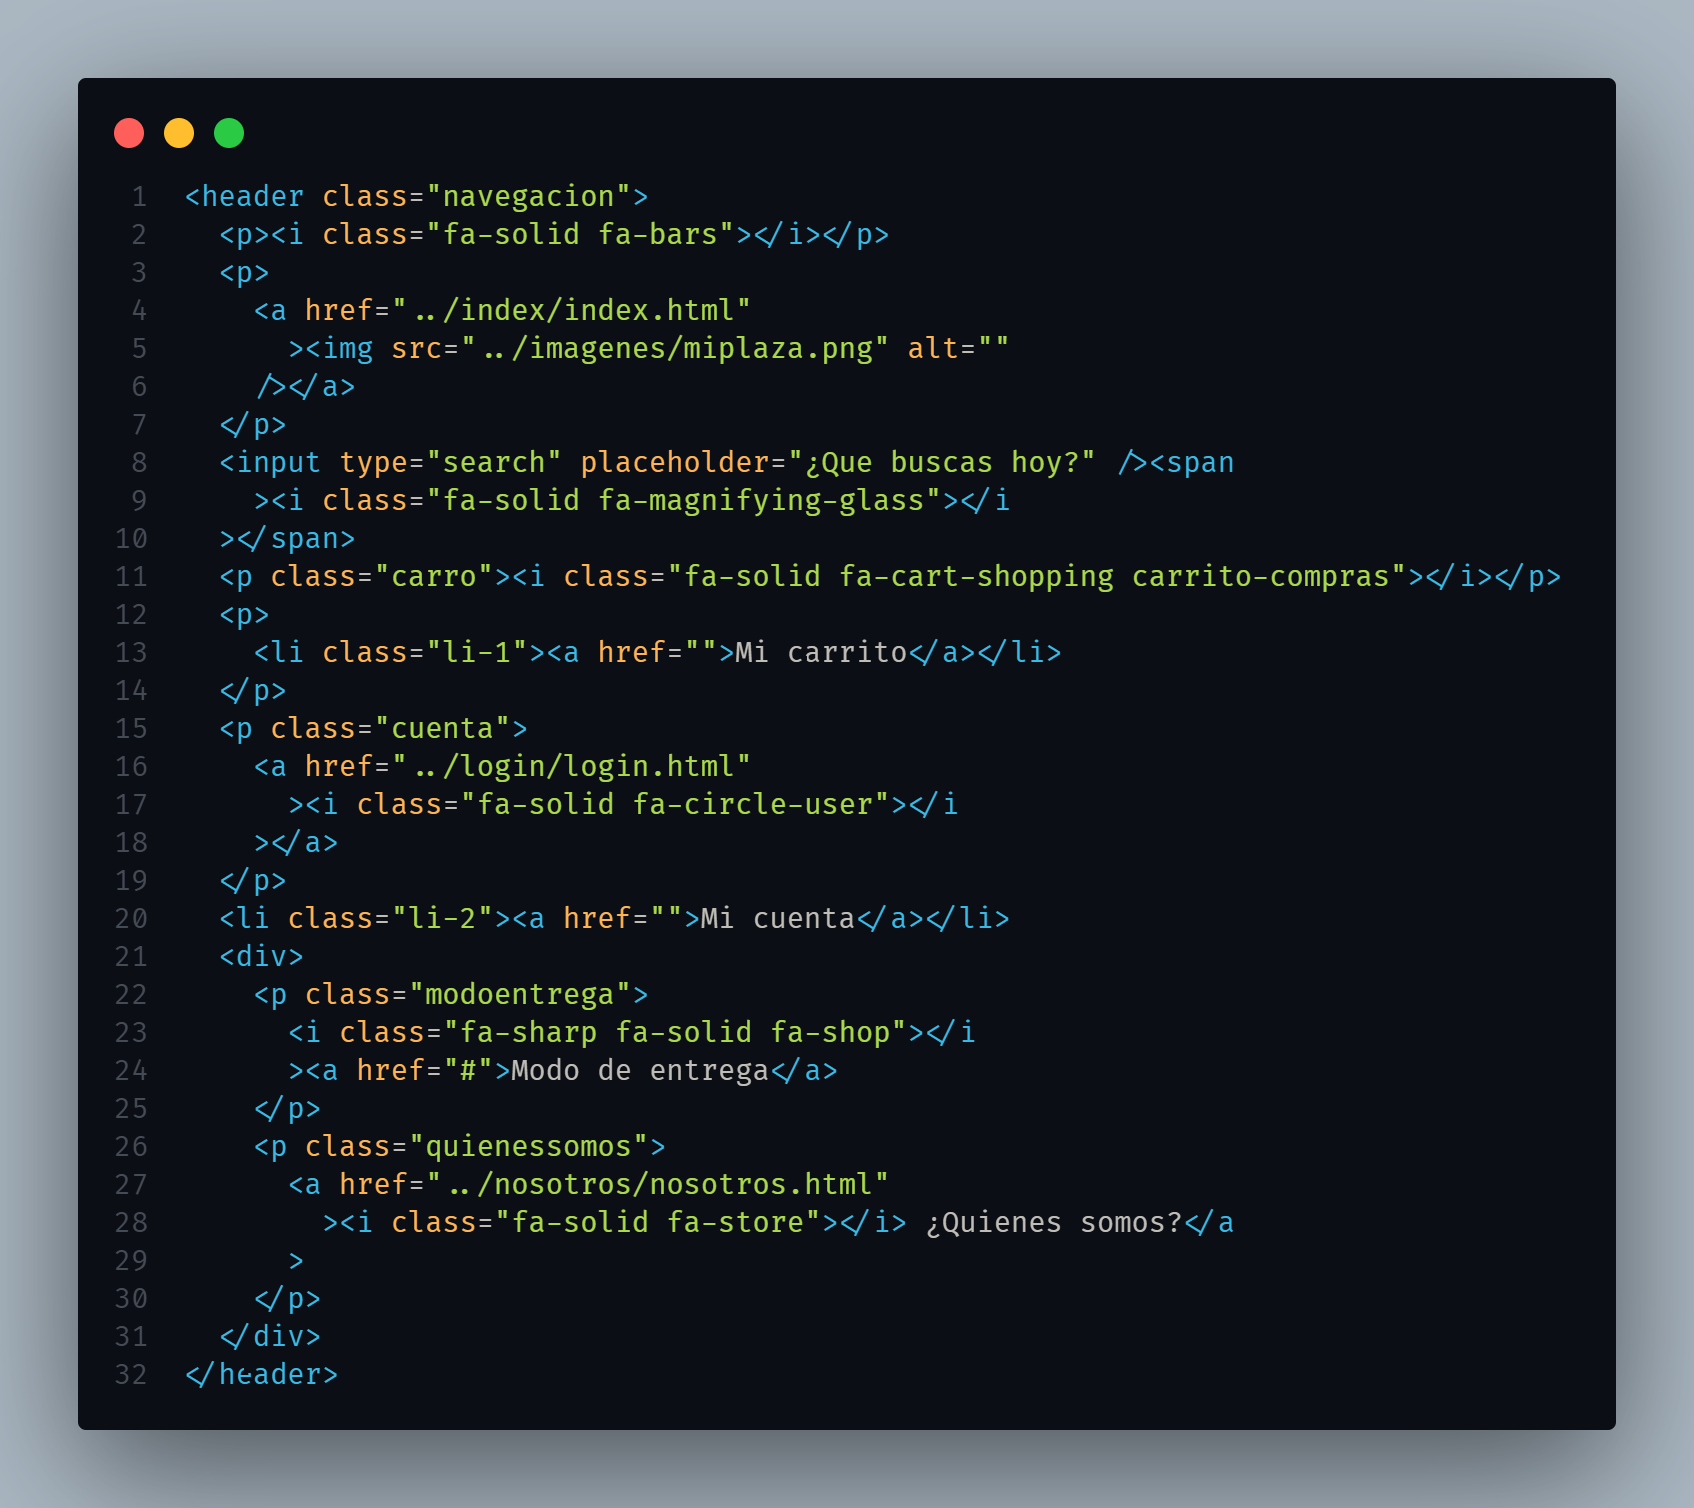 1 <header class="navegacion">
2   <p><i class="fa-solid fa-bars"></i></p>
3   <p>
4     <a href="../index/index.html"
5       ><img src="../imagenes/miplaza.png" alt=""
6     /></a>
7   </p>
8   <input type="search" placeholder="¿Que buscas hoy?" /><span
9     ><i class="fa-solid fa-magnifying-glass"></i
10   ></span>
11   <p class="carro"><i class="fa-solid fa-cart-shopping carrito-compras"></i></p>
12   <p>
13     <li class="li-1"><a href="">Mi carrito</a></li>
14   </p>
15   <p class="cuenta">
16     <a href="../login/login.html"
17       ><i class="fa-solid fa-circle-user"></i
18     ></a>
19   </p>
20   <li class="li-2"><a href="">Mi cuenta</a></li>
21   <div>
22     <p class="modoentrega">
23       <i class="fa-sharp fa-solid fa-shop"></i
24       ><a href="#">Modo de entrega</a>
25     </p>
26     <p class="quienessomos">
27       <a href="../nosotros/nosotros.html"
28         ><i class="fa-solid fa-store"></i> ¿Quienes somos?</a
29       >
30     </p>
31   </div>
32 </header>